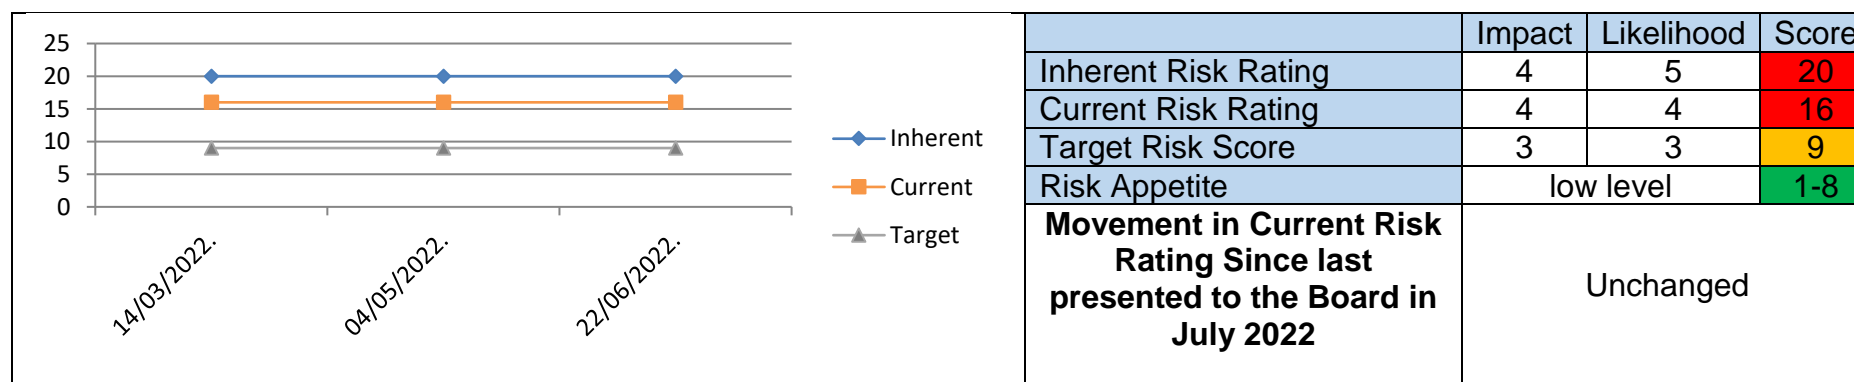 25
20
15
10
5
0
14/03/2022.
04/05/2022.
22/06/2022.
Inherent
Current
Target
Impact Likelihood Score
Inherent Risk Rating 4 5 20
Current Risk Rating 4 4 16
Target Risk Score 3 3 9
Risk Appetite low level 1-8
Movement in Current Risk
Rating Since last
presented to the Board in
July 2022
Unchanged